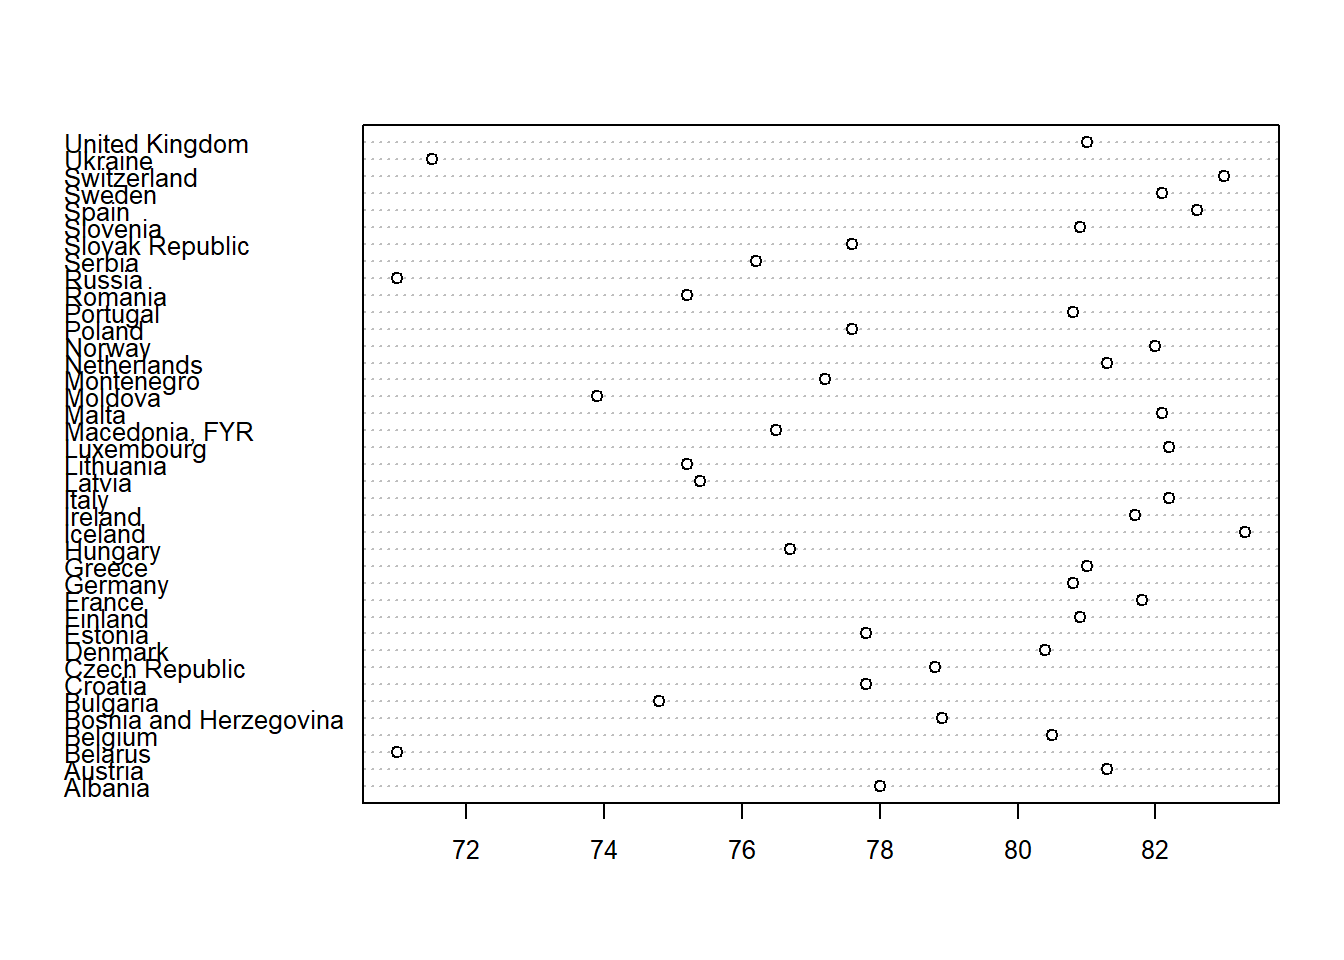 United Kingdom
Ukraine
Switzerland
Sweden
Spain
Slovenia
Slovak Republic
Serbia
Russia
Romania
Portugal
Poland
Norway
Netherlands
Montenegro
Moldova
Malta
Macedonia, FYR
Luxembourg
Lithuania
Latvia
Italy
Ireland
Iceland
Hungary
Greece
Germany
France
Finland
Estonia
Denmark
Czech Republic
Croatia
Bulgaria
Bosnia and Herzegovina
Belgium
Belarus
Austria
Albania
72 74 76 78 80 82